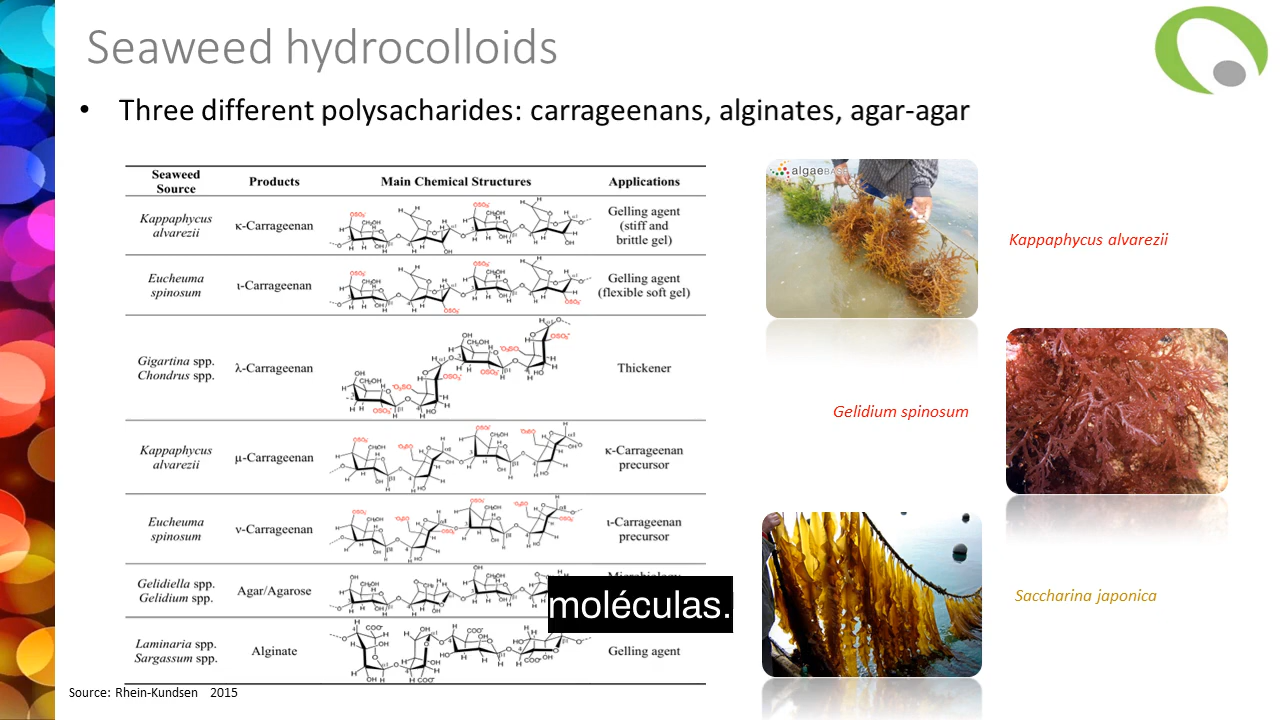 Seaweed hydrocolloids
• Three different polysacharides: carrageenans, alginates, agar-agar
Seaweed Source Products Main Chemical Structures Applications
Kappaphycus alvarezii κ-Carrageenan Gelling agent (stiff and brittle gel)
Eucheuma spinosum ι-Carrageenan Gelling agent (flexible soft gel)
Gigartina spp. Chondrus spp. λ-Carrageenan Thickener
Kappaphycus alvarezii μ-Carrageenan κ-Carrageenan precursor
Eucheuma spinosum ν-Carrageenan ι-Carrageenan precursor
Gelidiella spp. Gelidium spp. Agar/Agarose
moléculas.
Laminaria spp. Sargassum spp. Alginate Gelling agent
Source: Rhein-Kundsen 2015
algaeBASE
Kappaphycus alvarezii
Gelidium spinosum
Saccharina japonica